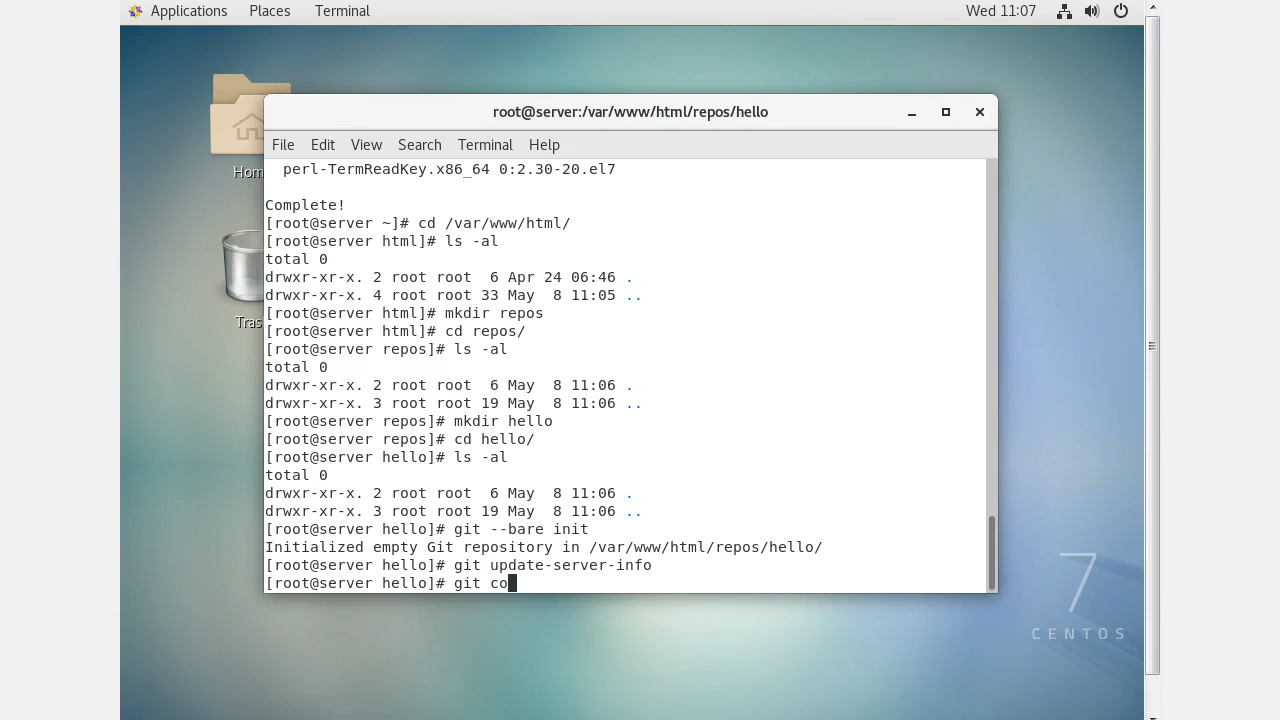 Applications Places Terminal Wed 11:07
root@server:/var/www/html/repos/hello
File Edit View Search Terminal Help
perl-TermReadKey.x86_64 0:2.30-20.el7
Complete!
[root@server ~]# cd /var/www/html/
[root@server html]# ls -al
total 0
drwxr-xr-x. 2 root root  6 Apr 24 06:46 .
drwxr-xr-x. 4 root root 33 May  8 11:05 ..
[root@server html]# mkdir repos
[root@server html]# cd repos/
[root@server repos]# ls -al
total 0
drwxr-xr-x. 2 root root  6 May  8 11:06 .
drwxr-xr-x. 3 root root 19 May  8 11:06 ..
[root@server repos]# mkdir hello
[root@server repos]# cd hello/
[root@server hello]# ls -al
total 0
drwxr-xr-x. 2 root root  6 May  8 11:06 .
drwxr-xr-x. 3 root root 19 May  8 11:06 ..
[root@server hello]# git --bare init
Initialized empty Git repository in /var/www/html/repos/hello/
[root@server hello]# git update-server-info
[root@server hello]# git co
Hom
Tras
7
CENTOS